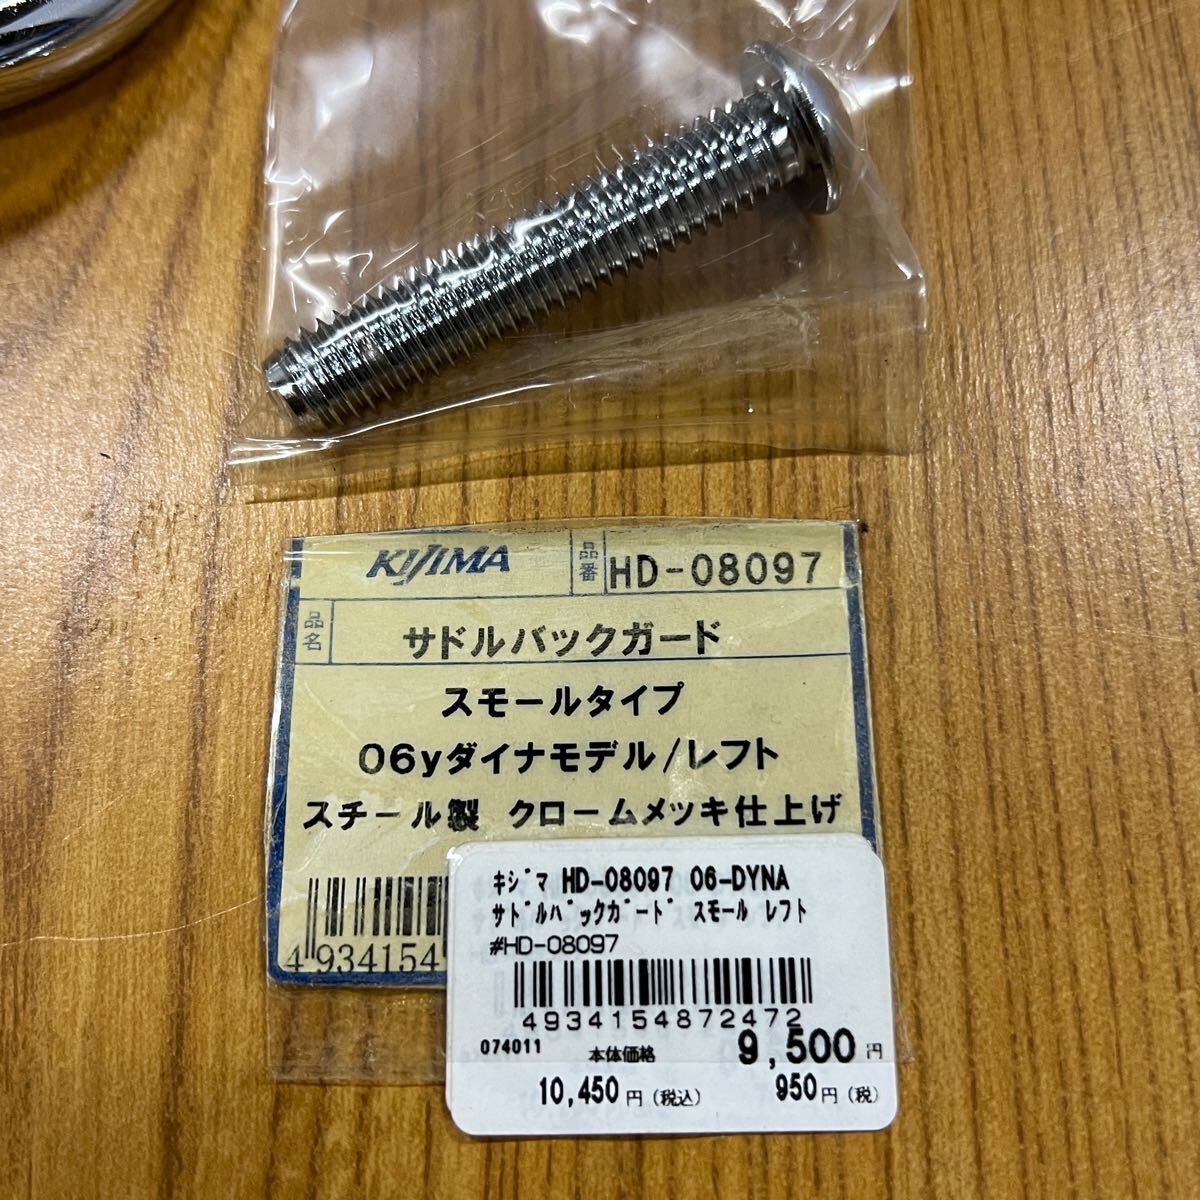 KIJIMA 品番 HD-08097
品名 サドルバックガード
スモールタイプ
06yダイナモデル/レフト
スチール製 クロームメッキ仕上げ
4 934154
ｷｼﾞﾏ HD-08097 06-DYNA
ｻﾄﾞﾙﾊﾞｯｸｶﾞｰﾄﾞ ｽﾓｰﾙ ﾚﾌﾄ
#HD-08097
4934154872472
074011 本体価格 9,500円
10,450円(税込) 950円(税)